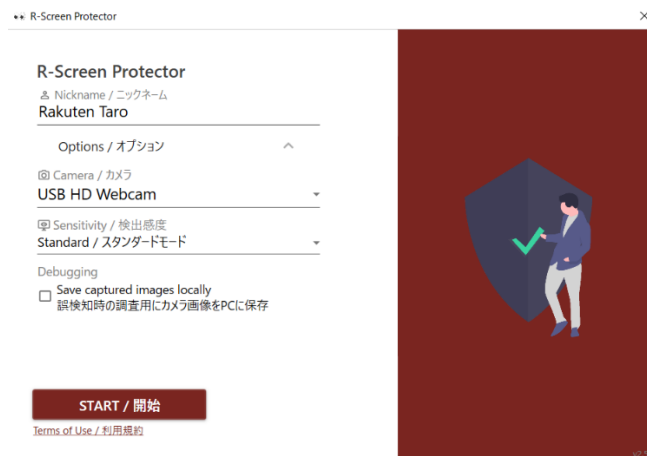 R-Screen Protector
R-Screen Protector
Nickname / ニックネーム
Rakuten Taro
Options / オプション
Camera / カメラ
USB HD Webcam
Sensitivity / 検出感度
Standard / スタンダードモード
Debugging
Save captured images locally
誤検知時の調査用にカメラ画像をPCに保存
START / 開始
Terms of Use / 利用規約